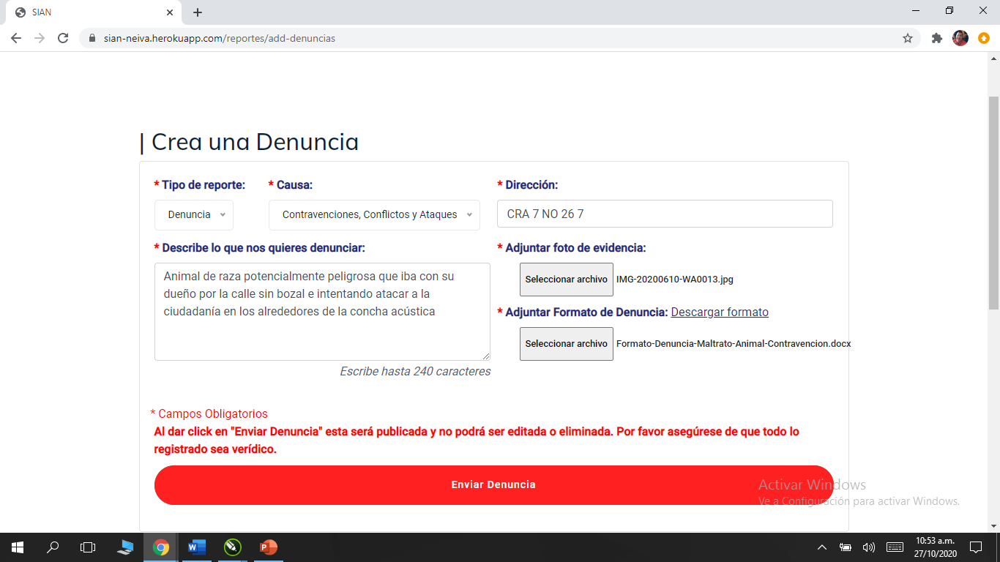 SIAN
sian-neiva.herokuapp.com/reportes/add-denuncias
| Crea una Denuncia
* Tipo de reporte:
* Causa:
* Dirección:
Denuncia
Contravenciones, Conflictos y Ataques
CRA 7 NO 26 7
* Describe lo que nos quieres denunciar:
* Adjuntar foto de evidencia:
Animal de raza potencialmente peligrosa que iba con su
dueño por la calle sin bozal e intentando atacar a la
ciudadanía en los alrededores de la concha acústica
Seleccionar archivo IMG-20200610-WA0013.jpg
* Adjuntar Formato de Denuncia: Descargar formato
Seleccionar archivo Formato-Denuncia-Maltrato-Animal-Contravencion.docx
Escribe hasta 240 caracteres
* Campos Obligatorios
Al dar click en "Enviar Denuncia" esta será publicada y no podrá ser editada o eliminada. Por favor asegúrese de que todo lo
registrado sea verídico.
Enviar Denuncia
Activar Windows
Ve a Configuración para activar Windows.
10:53 a.m.
27/10/2020